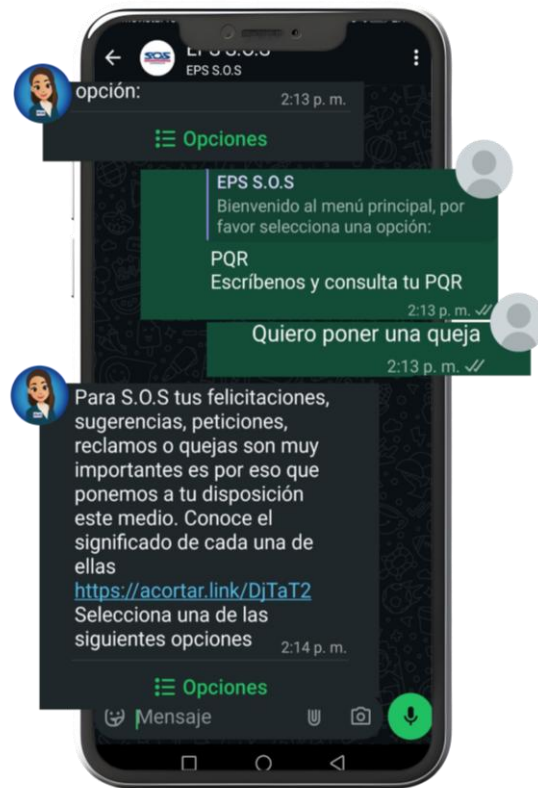 SOS
EPS S.O.S
opción:
2:13 p. m.
Opciones
EPS S.O.S
Bienvenido al menú principal, por
favor selecciona una opción:
PQR
Escríbenos y consulta tu PQR
2:13 p. m.
Quiero poner una queja
2:13 p. m.
Para S.O.S tus felicitaciones,
sugerencias, peticiones,
reclamos o quejas son muy
importantes es por eso que
ponemos a tu disposición
este medio. Conoce el
significado de cada una de
ellas
https://acortar.link/DjTaT2
Selecciona una de las
siguientes opciones
2:14 p. m.
Opciones
Mensaje